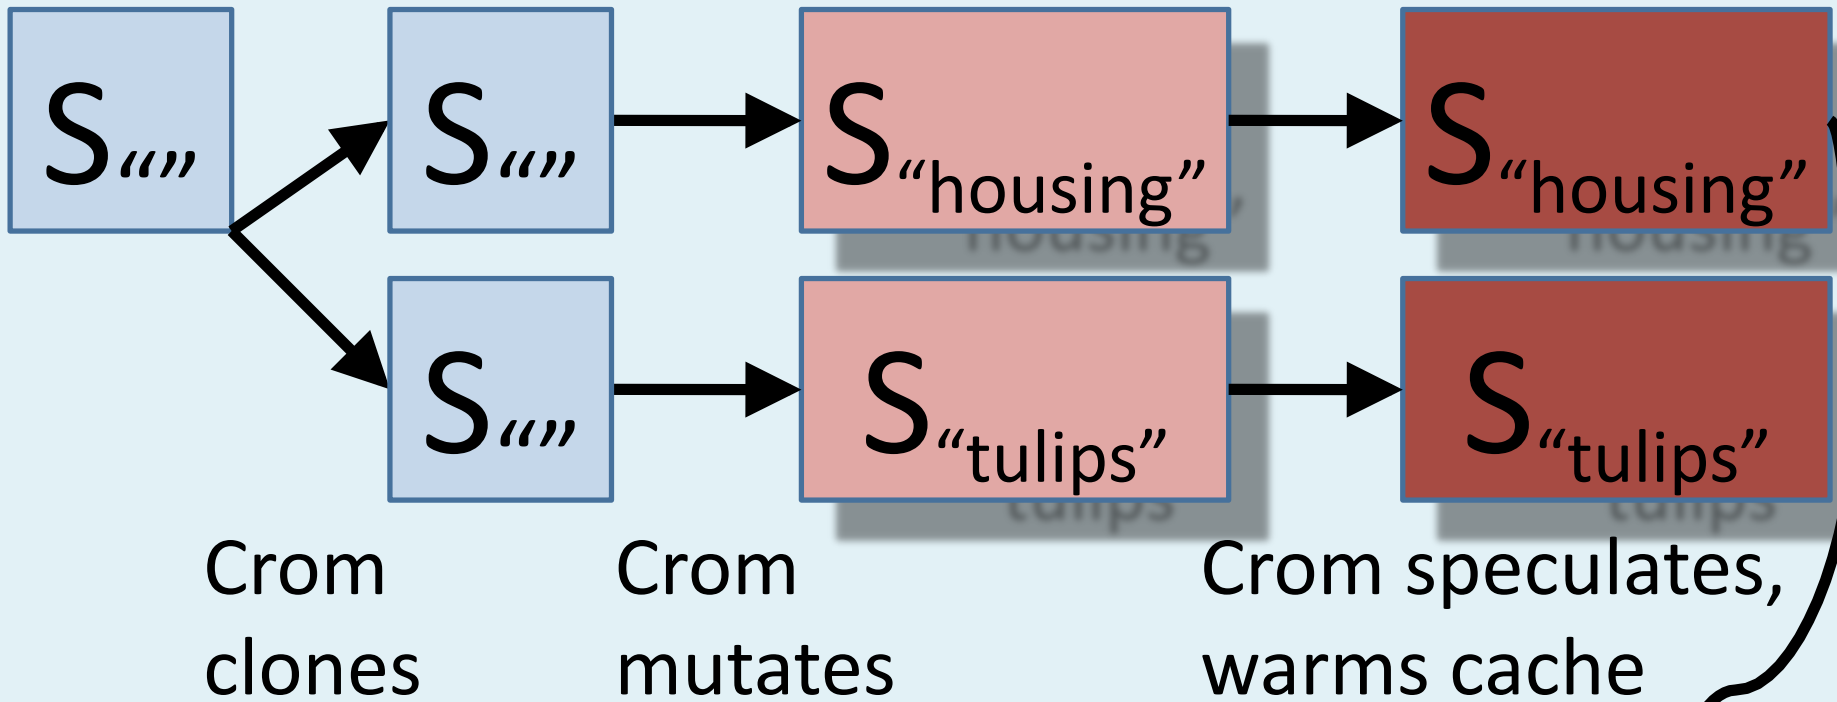 S“” S“” S“housing” S“housing”
S“” S“tulips” S“tulips”
Crom Crom Crom speculates,
clones mutates warms cache